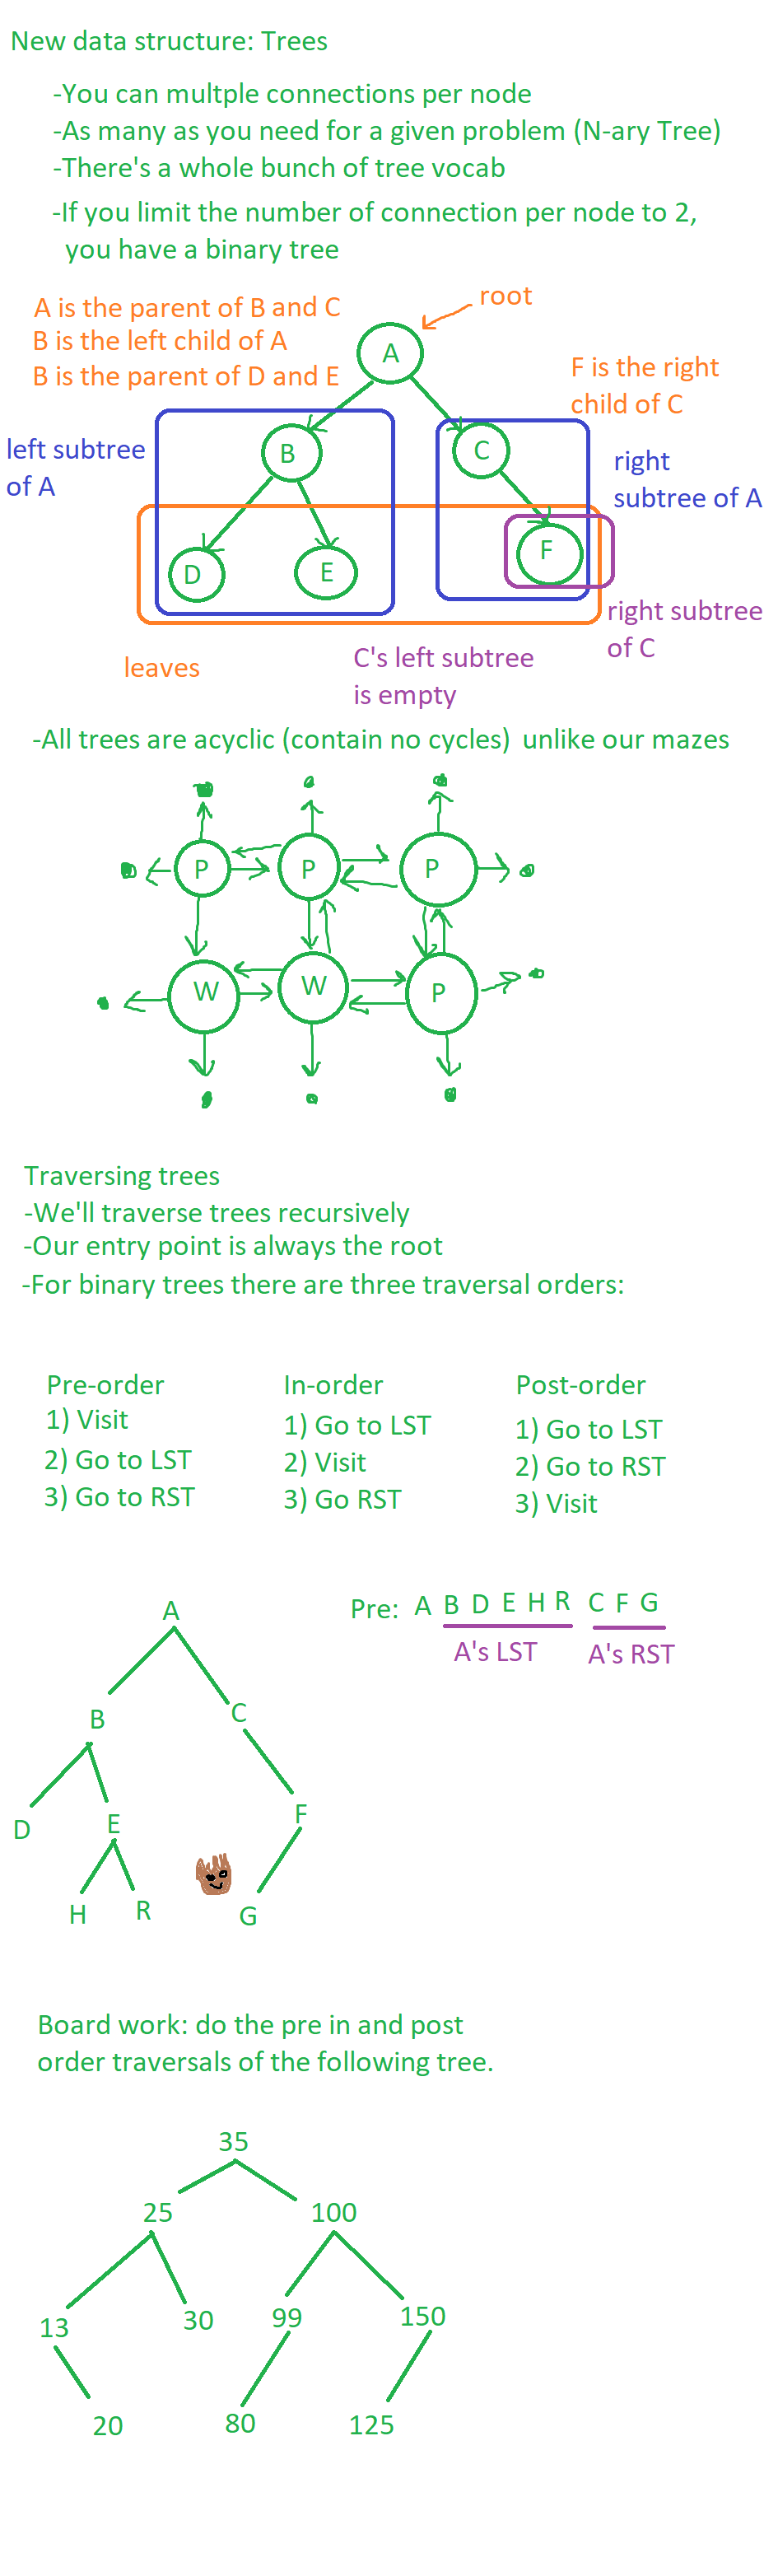 New data structure: Trees
-You can multple connections per node
-As many as you need for a given problem (N-ary Tree)
-There's a whole bunch of tree vocab
-If you limit the number of connection per node to 2,
you have a binary tree
root
A is the parent of B and C
B is the left child of A
B is the parent of D and E
A
F is the right
child of C
left subtree
of A
B
C
right
subtree of A
D
E
F
right subtree
of C
leaves
C's left subtree
is empty
-All trees are acyclic (contain no cycles) unlike our mazes
P
P
P
W
W
P
Traversing trees
-We'll traverse trees recursively
-Our entry point is always the root
-For binary trees there are three traversal orders:
Pre-order
1) Visit
2) Go to LST
3) Go to RST
In-order
1) Go to LST
2) Visit
3) Go RST
Post-order
1) Go to LST
2) Go to RST
3) Visit
Pre: A B D E H R C F G
A's LST
A's RST
A
B
C
D
E
F
H
R
G
Board work: do the pre in and post
order traversals of the following tree.
35
25
100
13
30
99
150
20
80
125